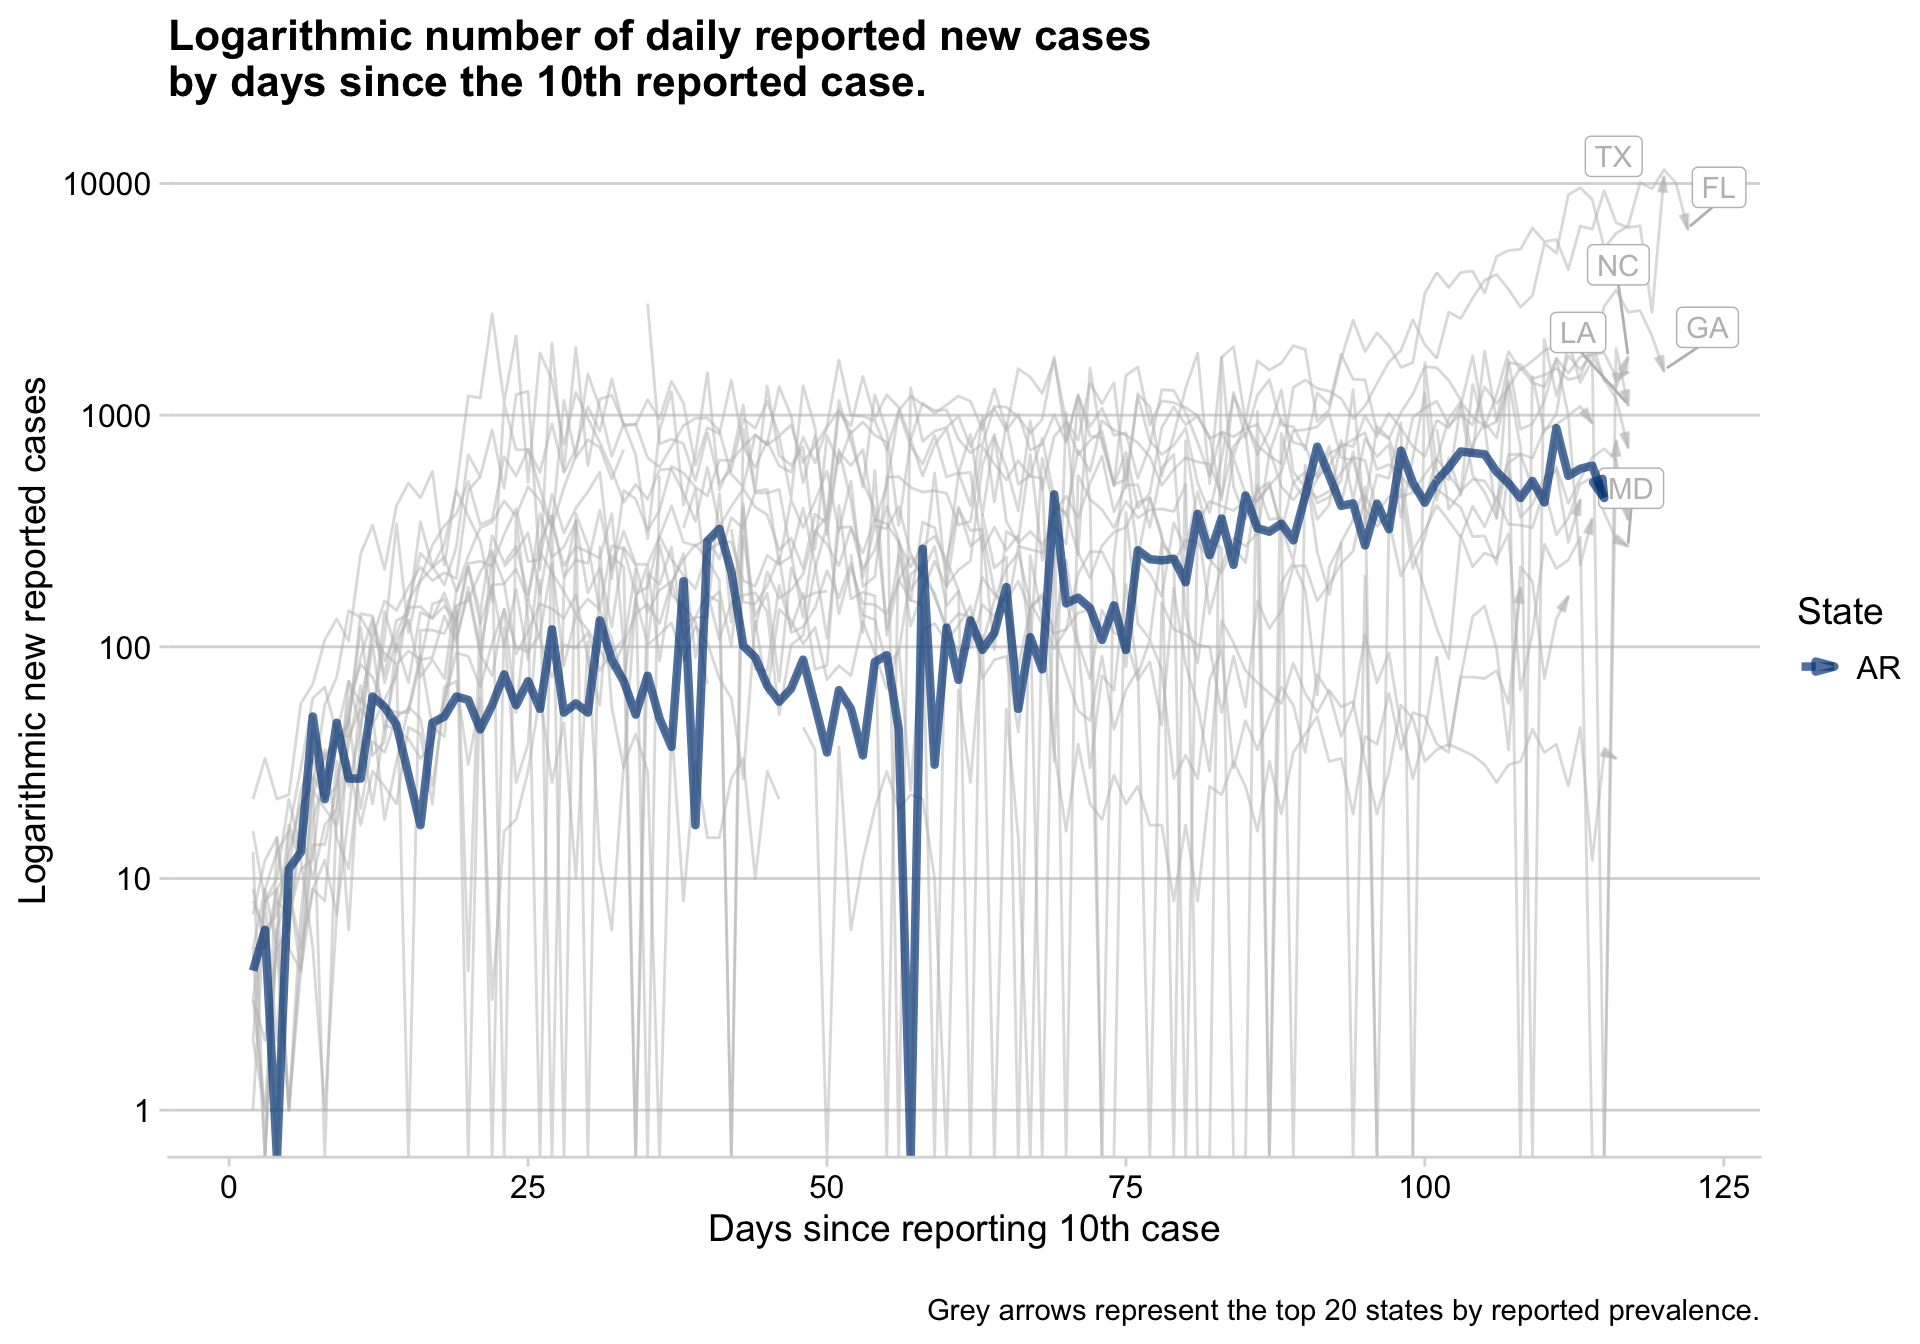 Logarithmic number of daily reported new cases
by days since the 10th reported case.
Logarithmic new reported cases
10000
1000
100
10
1
TX
FL
NC
LA
GA
MD
State
AR
0
25
50
75
100
125
Days since reporting 10th case
Grey arrows represent the top 20 states by reported prevalence.